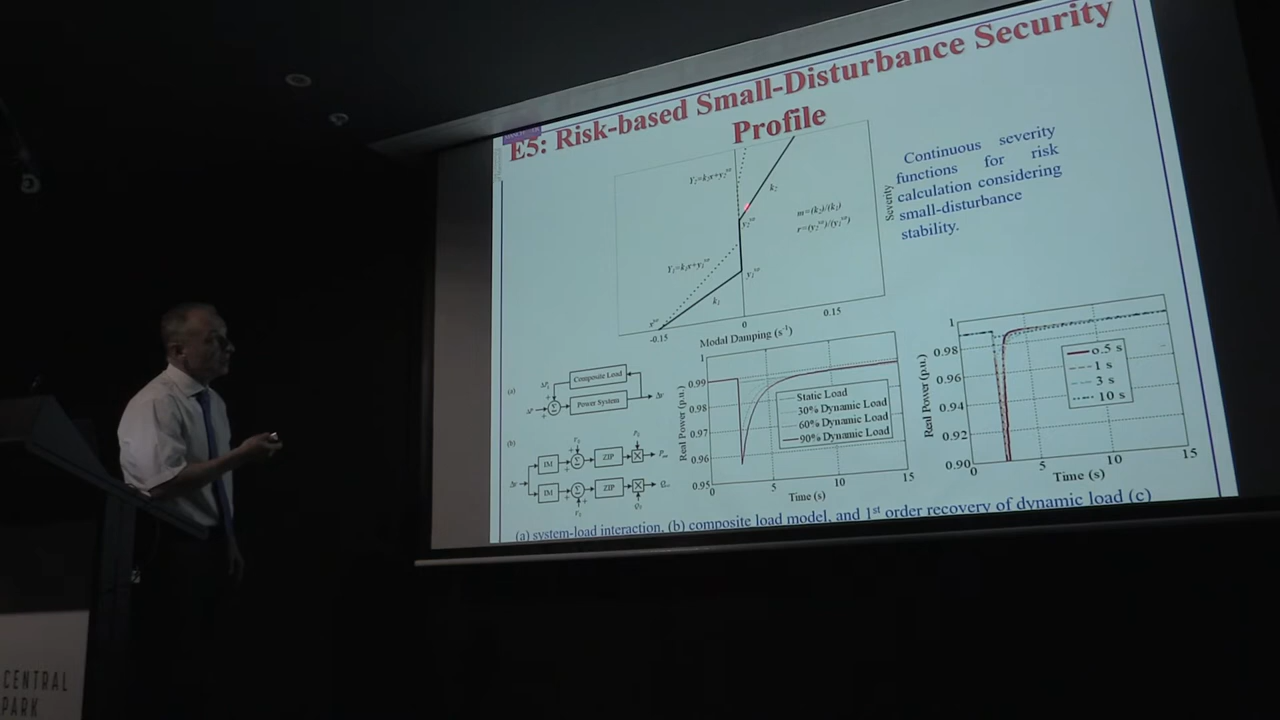 E5: Risk-based Small-Disturbance Security
Profile
Continuous severity
functions for risk
calculation considering
small-disturbance
stability.
Severity
k₂
m=(k₂)/(k₁)
k₁
-0.15
0
0.15
Modal Damping (s⁻¹)
(a)
Composite Load
Power System
Σ
(b)
IM
Σ
ZIP
X
IM
Σ
ZIP
X
Real Power (p.u.)
1
0.99
0.98
0.97
0.96
0.95
0
5
10
15
Time (s)
Static Load
30% Dynamic Load
60% Dynamic Load
90% Dynamic Load
Real Power (p.u.)
1
0.98
0.96
0.94
0.92
0.90
0
5
10
15
Time (s)
0.5 s
1 s
3 s
10 s
(a) system-load interaction, (b) composite load model, and 1st order recovery of dynamic load (c)
CENTRAL
PARK